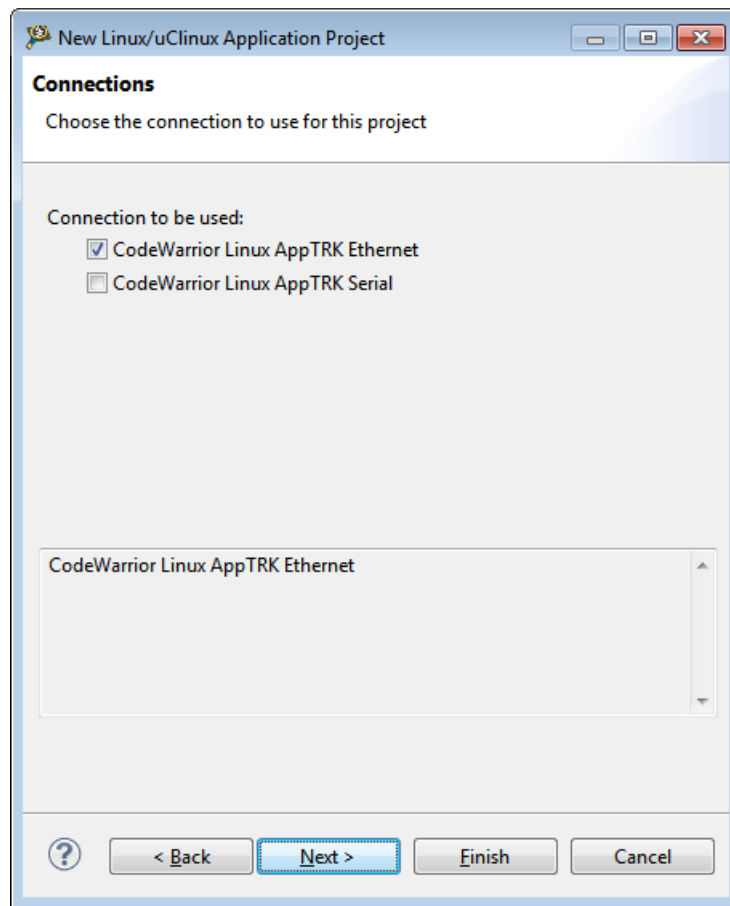 New Linux/uClinux Application Project
Connections
Choose the connection to use for this project
Connection to be used:
CodeWarrior Linux AppTRK Ethernet
CodeWarrior Linux AppTRK Serial
CodeWarrior Linux AppTRK Ethernet
? < Back Next > Finish Cancel